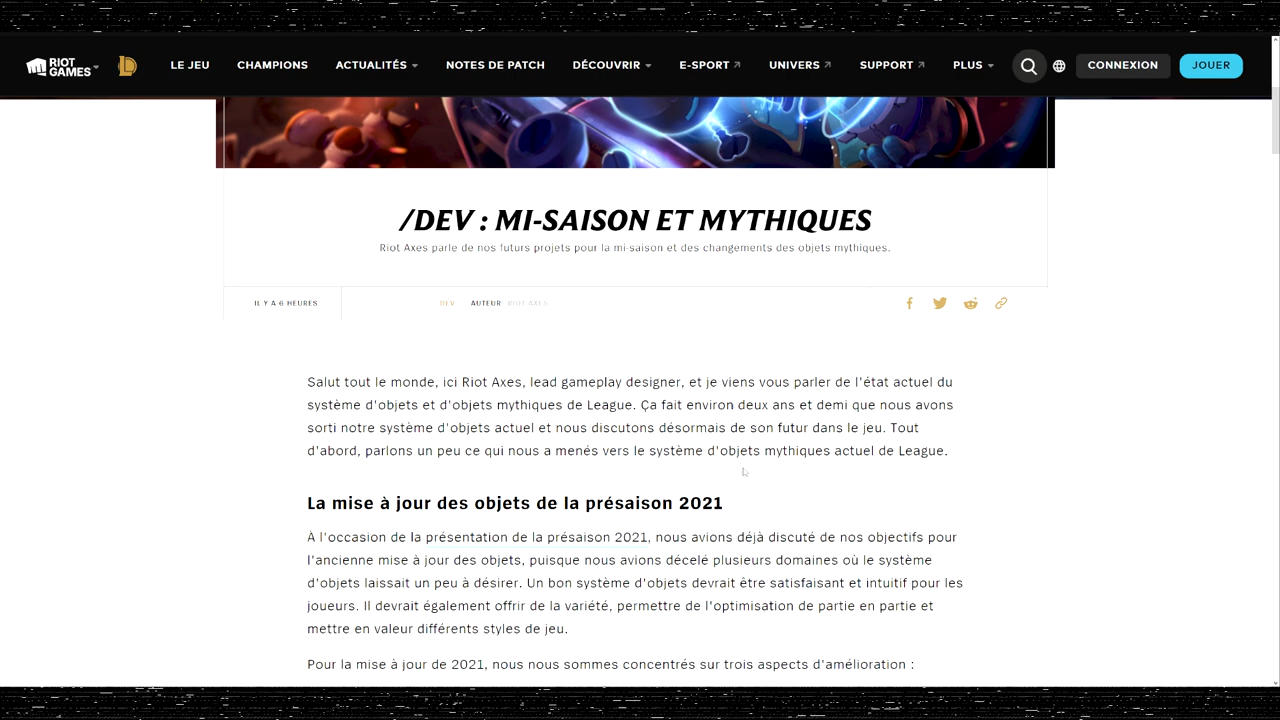 RIOT GAMES
LE JEU CHAMPIONS ACTUALITÉS NOTES DE PATCH DÉCOUVRIR E-SPORT UNIVERS SUPPORT PLUS CONNEXION JOUER
/DEV : MI-SAISON ET MYTHIQUES
Riot Axes parle de nos futurs projets pour la mi-saison et des changements des objets mythiques.
IL Y A 6 HEURES DEV AUTEUR RIOT AXES
Salut tout le monde, ici Riot Axes, lead gameplay designer, et je viens vous parler de l'état actuel du
système d'objets et d'objets mythiques de League. Ça fait environ deux ans et demi que nous avons
sorti notre système d'objets actuel et nous discutons désormais de son futur dans le jeu. Tout
d'abord, parlons un peu ce qui nous a menés vers le système d'objets mythiques actuel de League.
La mise à jour des objets de la présaison 2021
À l'occasion de la présentation de la présaison 2021, nous avions déjà discuté de nos objectifs pour
l'ancienne mise à jour des objets, puisque nous avions décelé plusieurs domaines où le système
d'objets laissait un peu à désirer. Un bon système d'objets devrait être satisfaisant et intuitif pour les
joueurs. Il devrait également offrir de la variété, permettre de l'optimisation de partie en partie et
mettre en valeur différents styles de jeu.
Pour la mise à jour de 2021, nous nous sommes concentrés sur trois aspects d'amélioration :